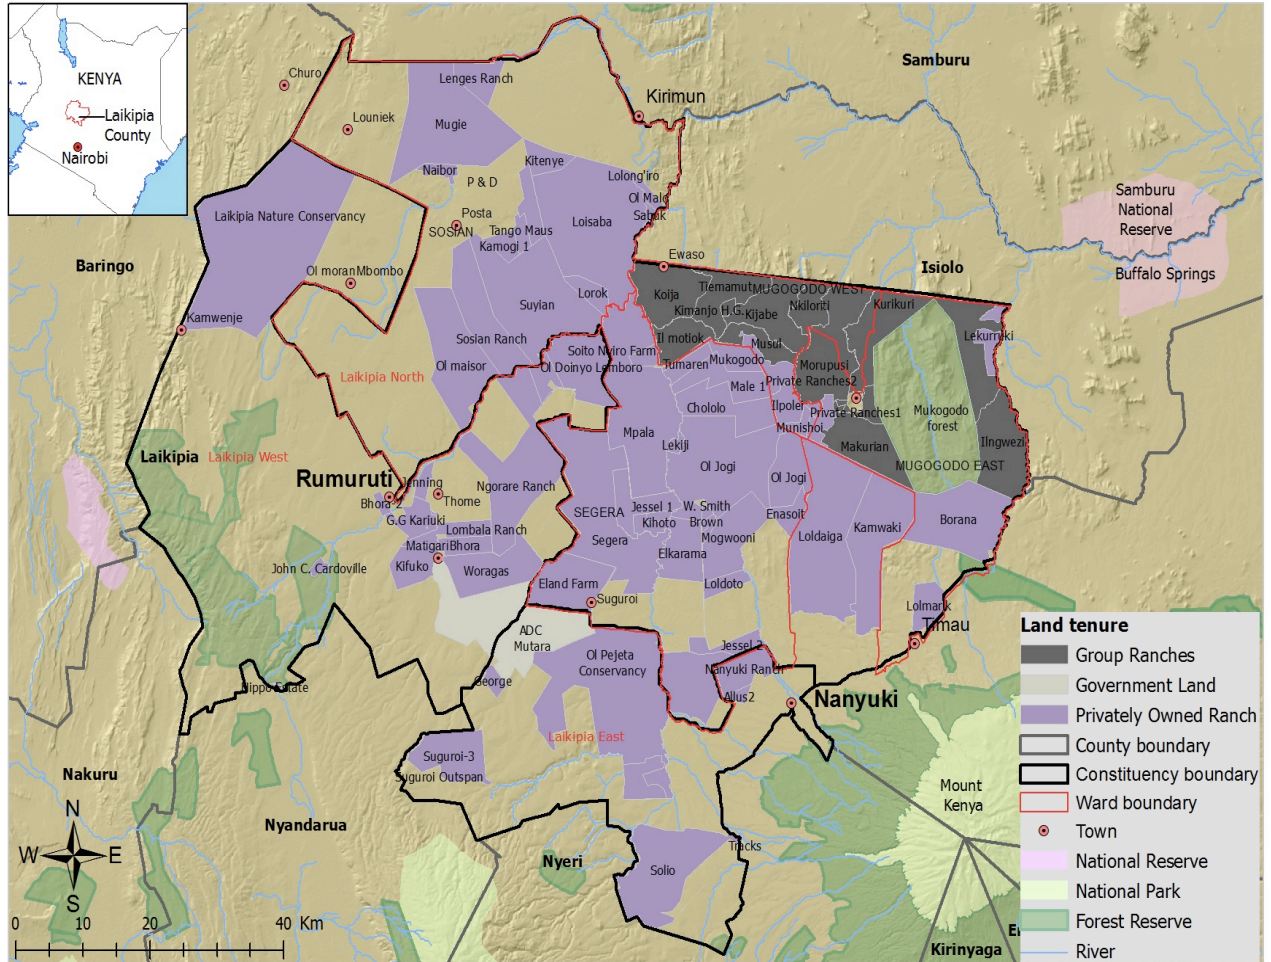 KENYA
Laikipia
County
Nairobi
Churo
Louniek
Lenges Ranch
Mugie
Kirimun
Samburu
Naibor
Kitenye
P & D
Lolong'iro
Laikipia Nature Conservancy
Posta
SOSIAN
Tango Maus
Kamogi 1
Loisaba
Ol Malo
Sabuk
Samburu
National
Reserve
Baringo
Ol moran
Mbombo
Ewaso
Isiolo
Buffalo Springs
Kamwenje
Suyian
Lorok
Koija
Tiemamut
MUGOGODO WEST
Kimanjo H.G.
Kijabe
Nkiloriti
Kurikuri
Sosian Ranch
Soito Nyiro Farm
Il motiok
Musul
Lekurruki
Laikipia North
Ol maisor
Ol Doinyo Lemboro
Tumaren
Mukogodo
Morupusi
Male 1
Private Ranches2
Chololo
Ilpolei
Private Ranches1
Mukogodo
forest
Munishoi
Mpala
Lekiji
Makurian
Ilngwezi
Laikipia
Laikipia West
Ol Jogi
MUGOGODO EAST
Rumuruti
Jenning
Ngorare Ranch
Ol Jogi
Bhora 2
Thome
G.G Kariuki
Lombala Ranch
SEGERA
Jessel 1
W. Smith
Kihoto
Brown
Enasoit
Borana
Matigari
Bhora
Segera
Mogwooni
Loldaiga
Kamwaki
Elkarama
John C. Cardoville
Kifuko
Woragas
Eland Farm
Loldoto
Suguroi
Lolmarik
ADC
Mutara
Timau
Jessel 2
Ol Pejeta
Conservancy
Nanyuki Ranch
George
Hippo Estate
Allus2
Nanyuki
Laikipia East
Suguroi-3
Suguroi Outspan
Nakuru
Mount
Kenya
Nyandarua
Nyeri
Tracks
Solio
Kirinyaga
N
W
E
S
0 10 20 40 Km
Land tenure
Group Ranches
Government Land
Privately Owned Ranch
County boundary
Constituency boundary
Ward boundary
Town
National Reserve
National Park
Forest Reserve
River